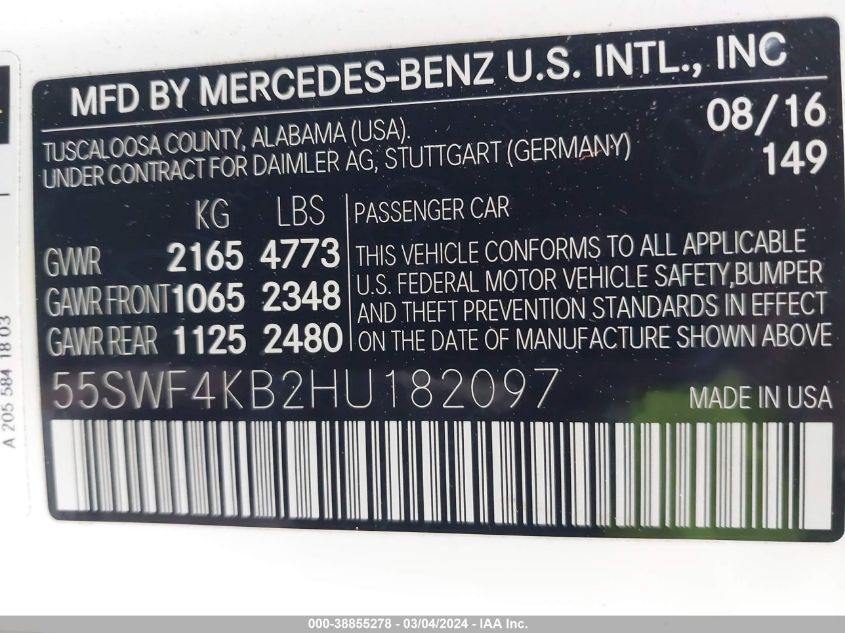 MFD BY MERCEDES-BENZ U.S. INTL., INC
TUSCALOOSA COUNTY, ALABAMA (USA).
UNDER CONTRACT FOR DAIMLER AG, STUTTGART (GERMANY)
08/16
149
KG LBS
GVWR 2165 4773
GAWR FRONT 1065 2348
GAWR REAR 1125 2480
PASSENGER CAR
THIS VEHICLE CONFORMS TO ALL APPLICABLE
U.S. FEDERAL MOTOR VEHICLE SAFETY,BUMPER
AND THEFT PREVENTION STANDARDS IN EFFECT
ON THE DATE OF MANUFACTURE SHOWN ABOVE
55SWF4KB2HU182097
MADE IN USA
A 205 584 18 03
000-38855278 - 03/04/2024 - IAA Inc.